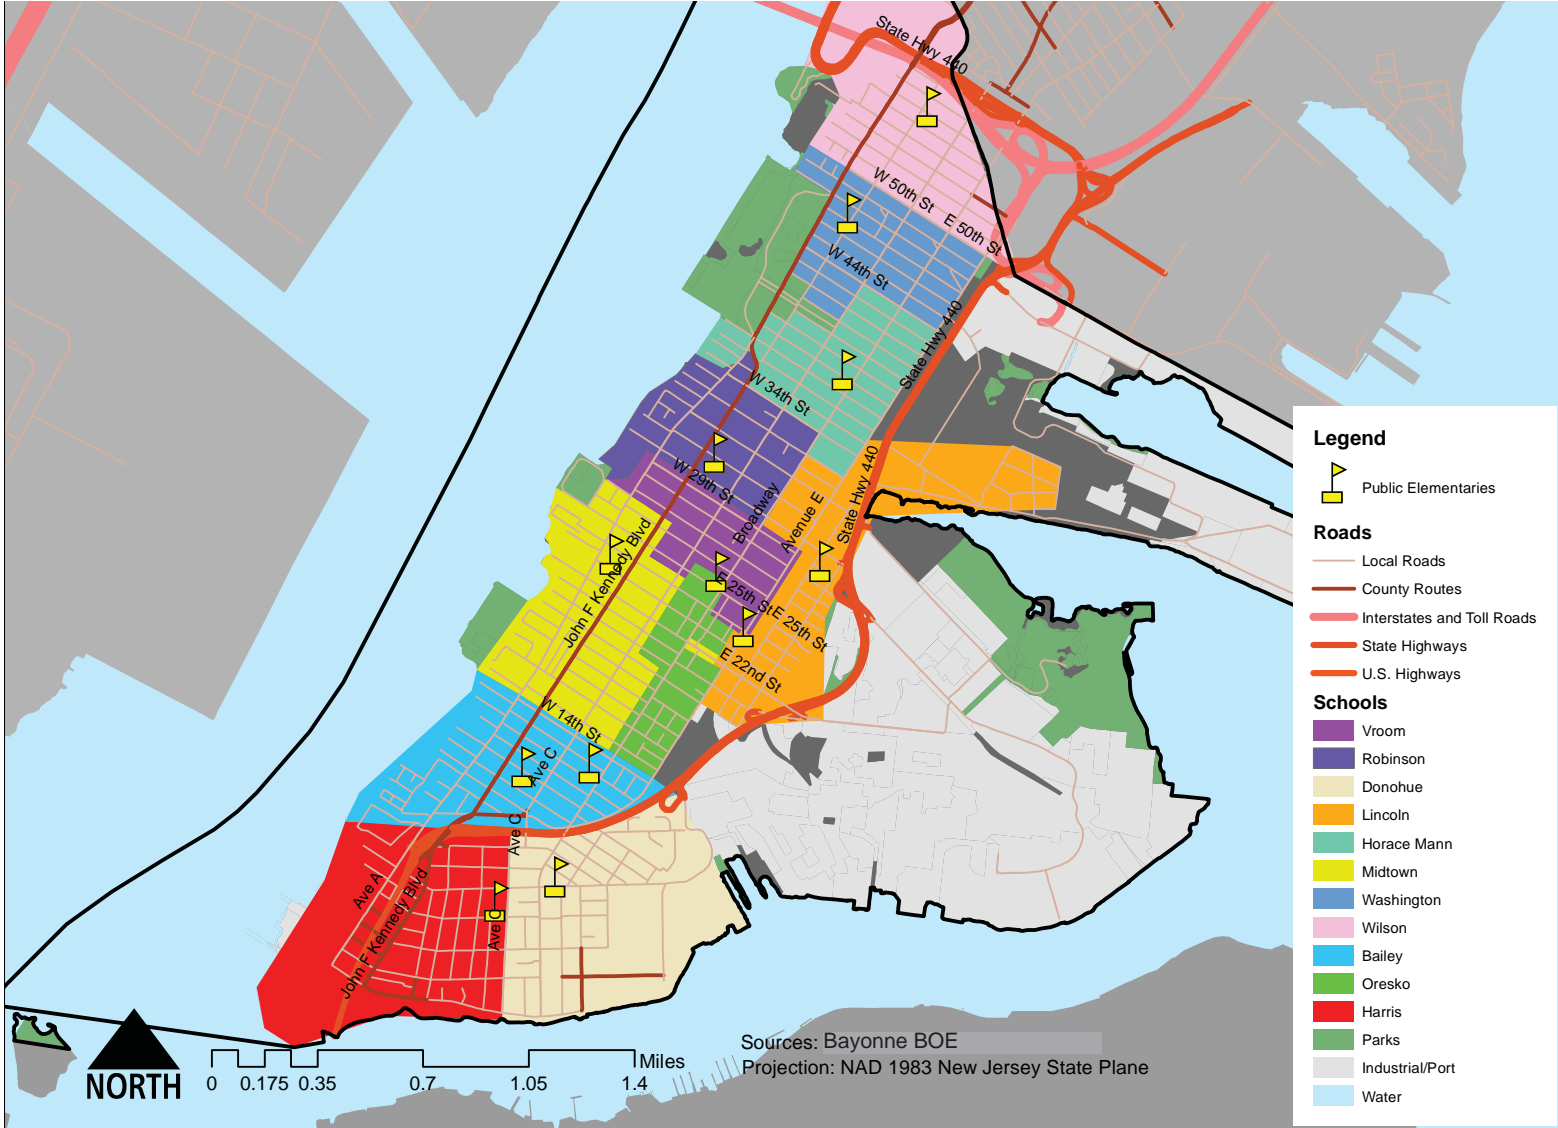 State Hwy 440
W 50th St
E 50th St
W 44th St
State Hwy 440
W 34th St
State Hwy 440
W 29th St
Broadway
Avenue E
John F Kennedy Blvd
E 25th St
E 25th St
E 22nd St
W 14th St
Ave C
Ave C
Ave A
John F Kennedy Blvd
Ave C
Legend
Public Elementaries
Roads
Local Roads
County Routes
Interstates and Toll Roads
State Highways
U.S. Highways
Schools
Vroom
Robinson
Donohue
Lincoln
Horace Mann
Midtown
Washington
Wilson
Bailey
Oresko
Harris
Parks
Industrial/Port
Water
NORTH
Miles
0 0.175 0.35 0.7 1.05 1.4
Sources: Bayonne BOE
Projection: NAD 1983 New Jersey State Plane